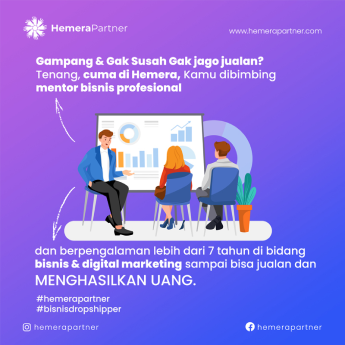 HemeraPartner
www.hemerapartner.com
Gampang & Gak Susah Gak jago jualan?
Tenang, cuma di Hemera, Kamu dibimbing
mentor bisnis profesional
dan berpengalaman lebih dari 7 tahun di bidang
bisnis & digital marketing sampai bisa jualan dan
MENGHASILKAN UANG.
#hemerapartner
#bisnisdropshipper
hemerapartner
hemerapartner